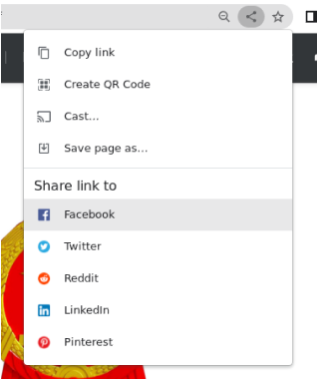 Copy link
Create QR Code
Cast...
Save page as...
Share link to
Facebook
Twitter
Reddit
LinkedIn
Pinterest